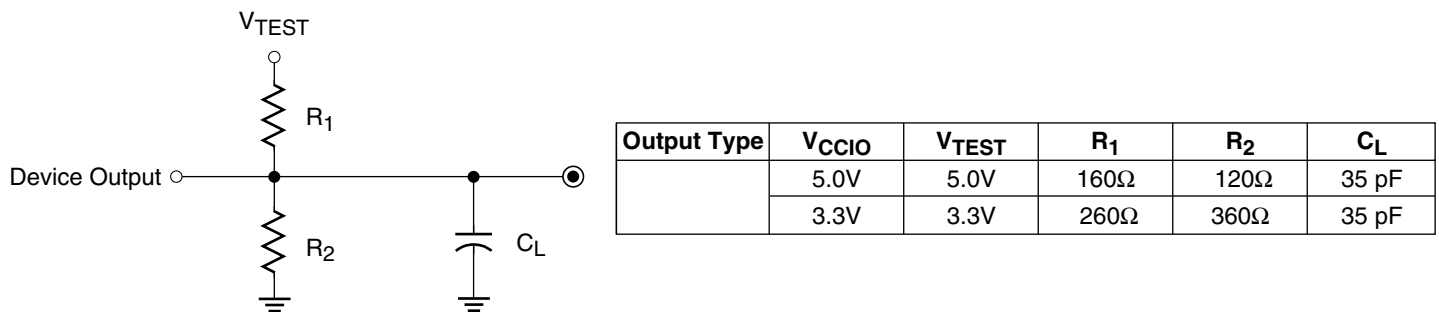 VTEST
R1
Device Output
R2
CL
Output Type VCCIO VTEST R1 R2 CL
5.0V 5.0V 160Ω 120Ω 35 pF
3.3V 3.3V 260Ω 360Ω 35 pF